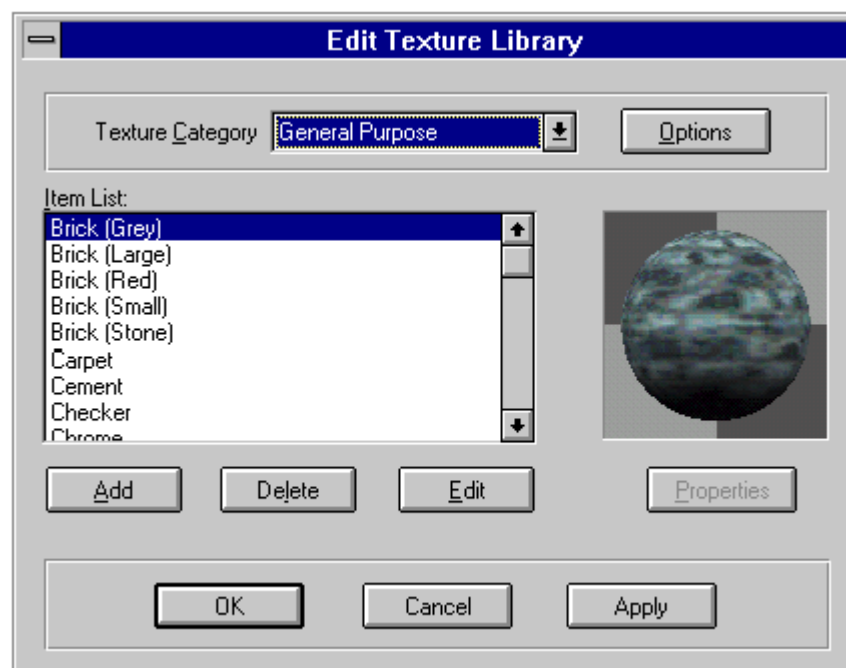 Edit Texture Library
Texture Category General Purpose Options
Item List:
Brick (Grey)
Brick (Large)
Brick (Red)
Brick (Small)
Brick (Stone)
Carpet
Cement
Checker
Chrome
Add Delete Edit Properties
OK Cancel Apply